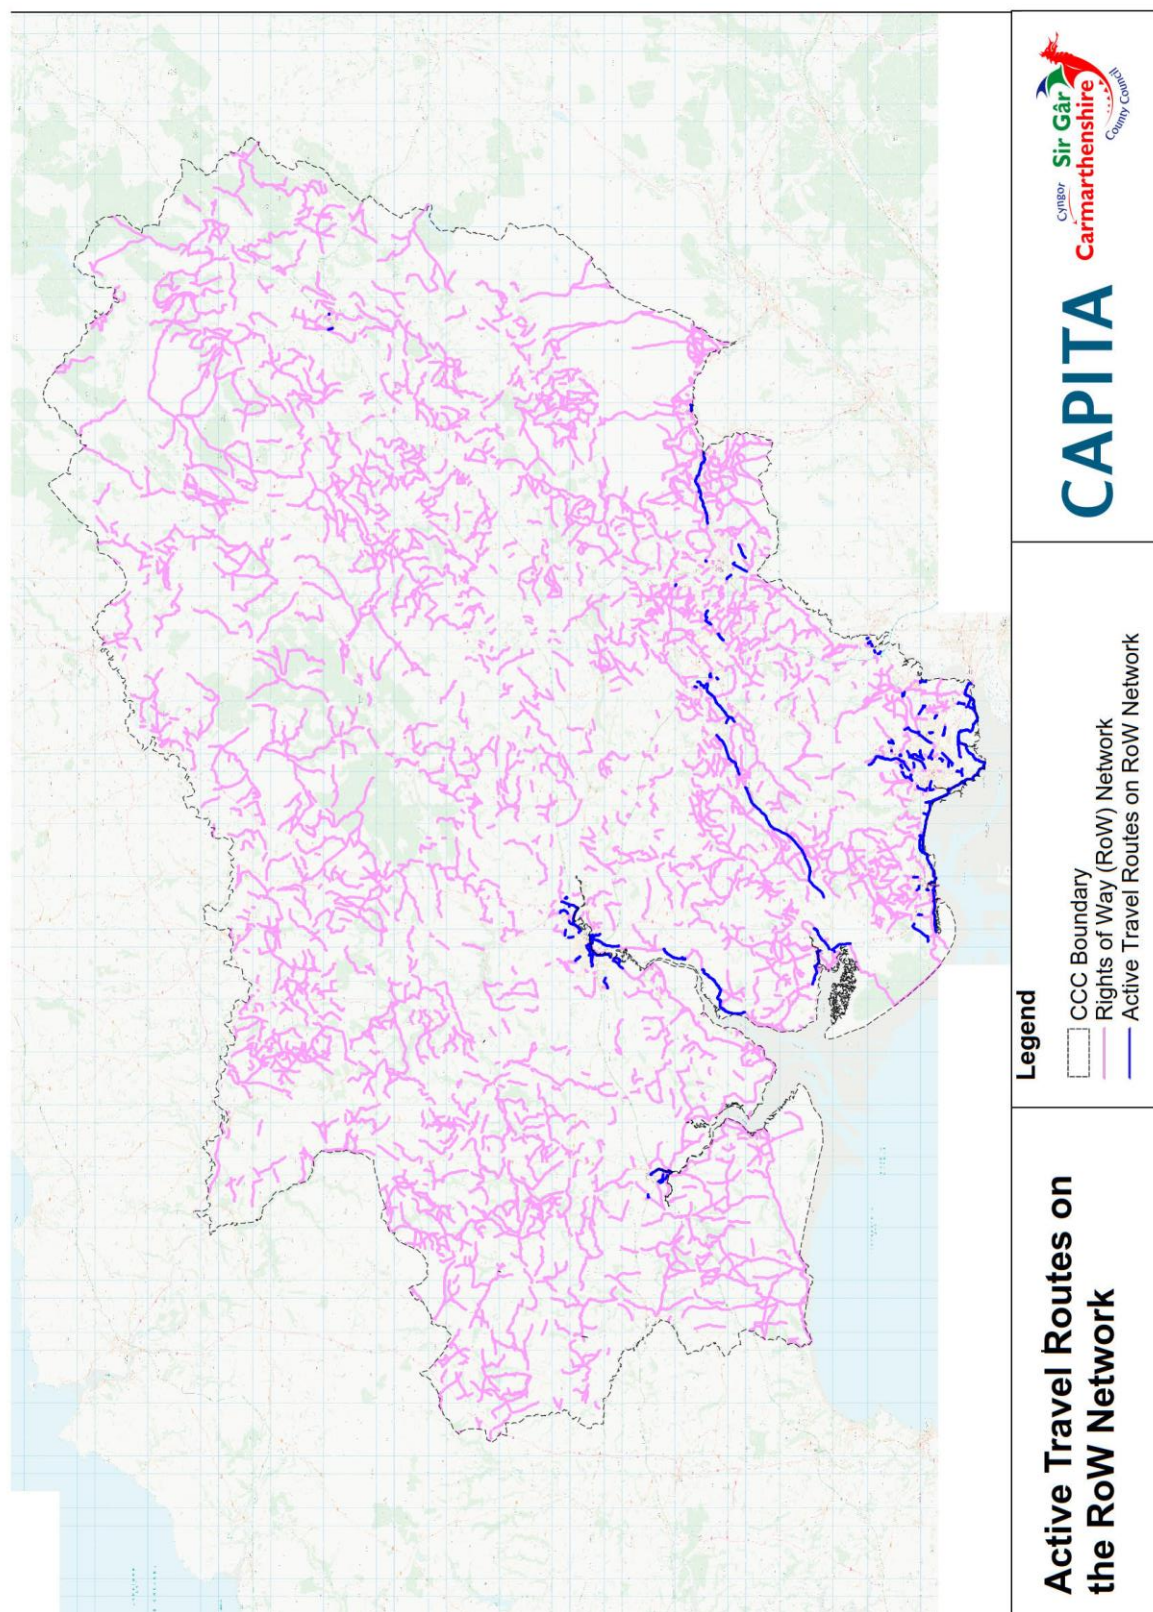 Active Travel Routes on
the RoW Network
Legend
CCC Boundary
Rights of Way (RoW) Network
Active Travel Routes on RoW Network
CAPITA
Cyngor Sir Gâr
Carmarthenshire
County Council